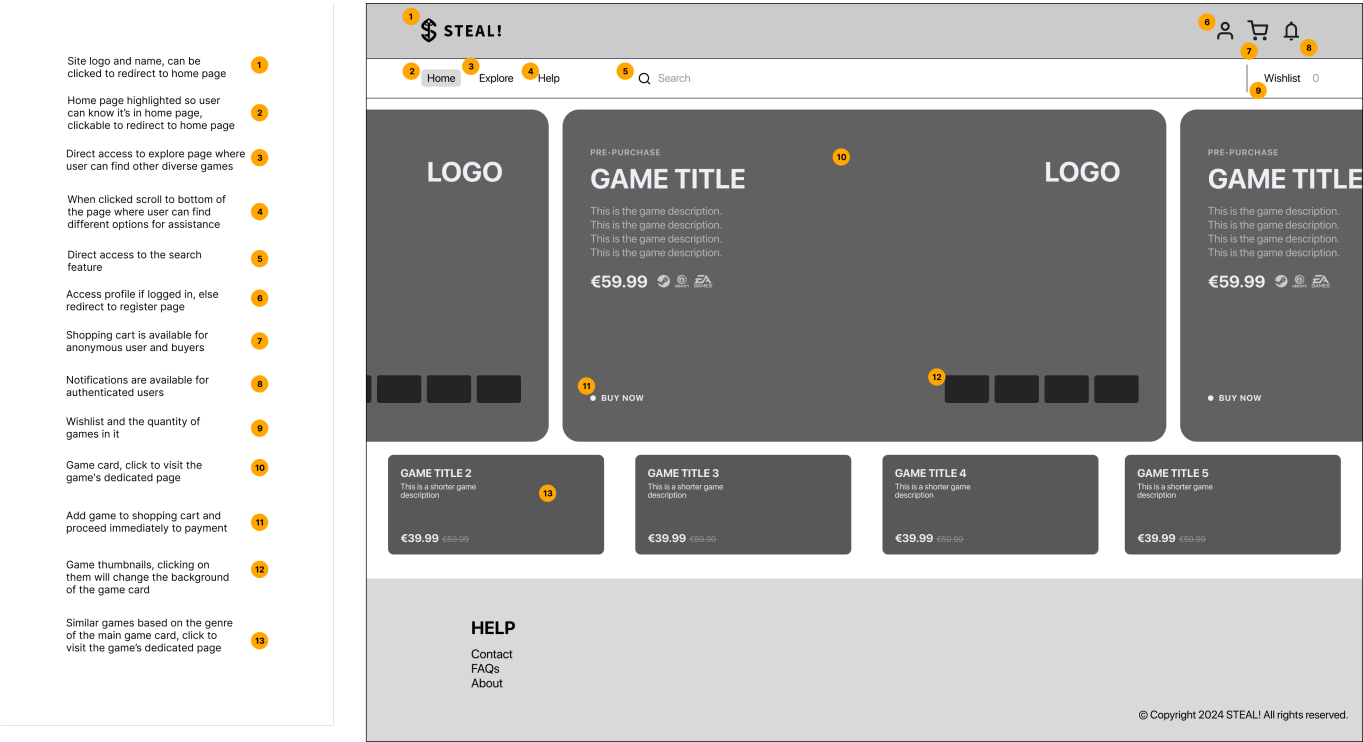 Site logo and name, can be
clicked to redirect to home page
1
Home page highlighted so user
can know it's in home page,
clickable to redirect to home page
2
Direct access to explore page where
user can find other diverse games
3
When clicked scroll to bottom of
the page where user can find
different options for assistance
4
Direct access to the search
feature
5
Access profile if logged in, else
redirect to register page
6
Shopping cart is available for
anonymous user and buyers
7
Notifications are available for
authenticated users
8
Wishlist and the quantity of
games in it
9
Game card, click to visit the
game's dedicated page
10
Add game to shopping cart and
proceed immediately to payment
11
Game thumbnails, clicking on
them will change the background
of the game card
12
Similar games based on the genre
of the main game card, click to
visit the game's dedicated page
13
1 STEAL! 6 7 8
2 Home 3 Explore 4 Help 5 Search 9 Wishlist 0
LOGO
PRE-PURCHASE
10
GAME TITLE
LOGO
This is the game description.
This is the game description.
This is the game description.
This is the game description.
€59.99 UBISOFT EA GAMES
11
BUY NOW
12
PRE-PURCHASE
GAME TITLE
This is the game description.
This is the game description.
This is the game description.
This is the game description.
€59.99 UBISOFT EA GAMES
BUY NOW
GAME TITLE 2
This is a shorter game
description
13
€39.99 €59.99
GAME TITLE 3
This is a shorter game
description
€39.99 €59.99
GAME TITLE 4
This is a shorter game
description
€39.99 €59.99
GAME TITLE 5
This is a shorter game
description
€39.99 €59.99
HELP
Contact
FAQs
About
© Copyright 2024 STEAL! All rights reserved.